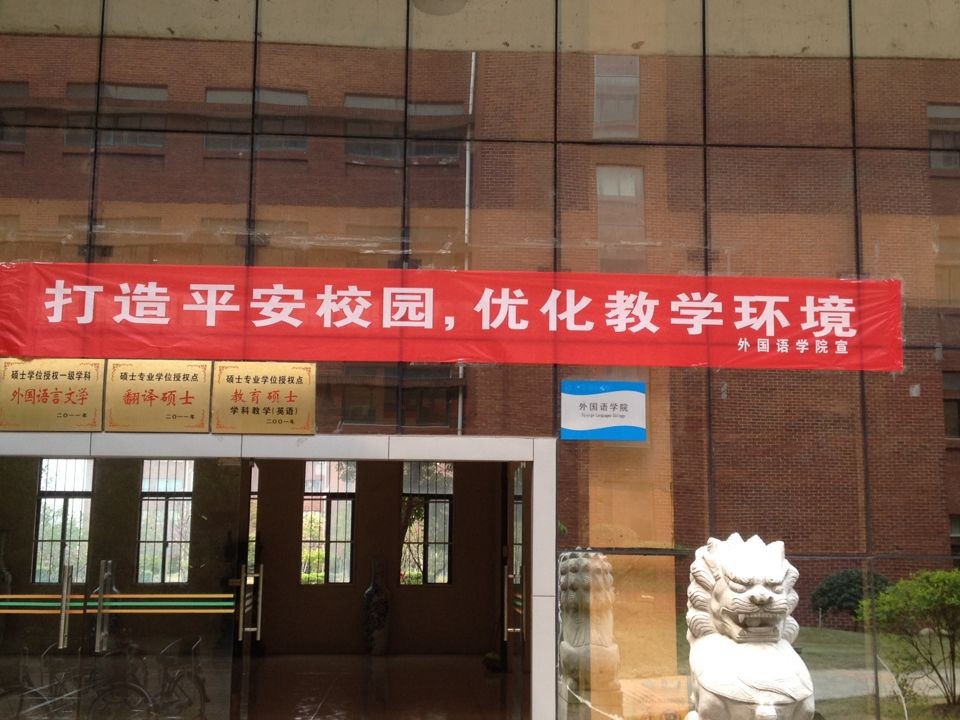 打造平安校园,优化教学环境
外国语学院宣
硕士学位授权一级学科
外国语言文学
二〇一一年
硕士专业学位授权点
翻译硕士
二〇一一年
硕士专业学位授权点
教育硕士
学科教学(英语)
二〇〇一年
外国语学院
Foreign Languages College